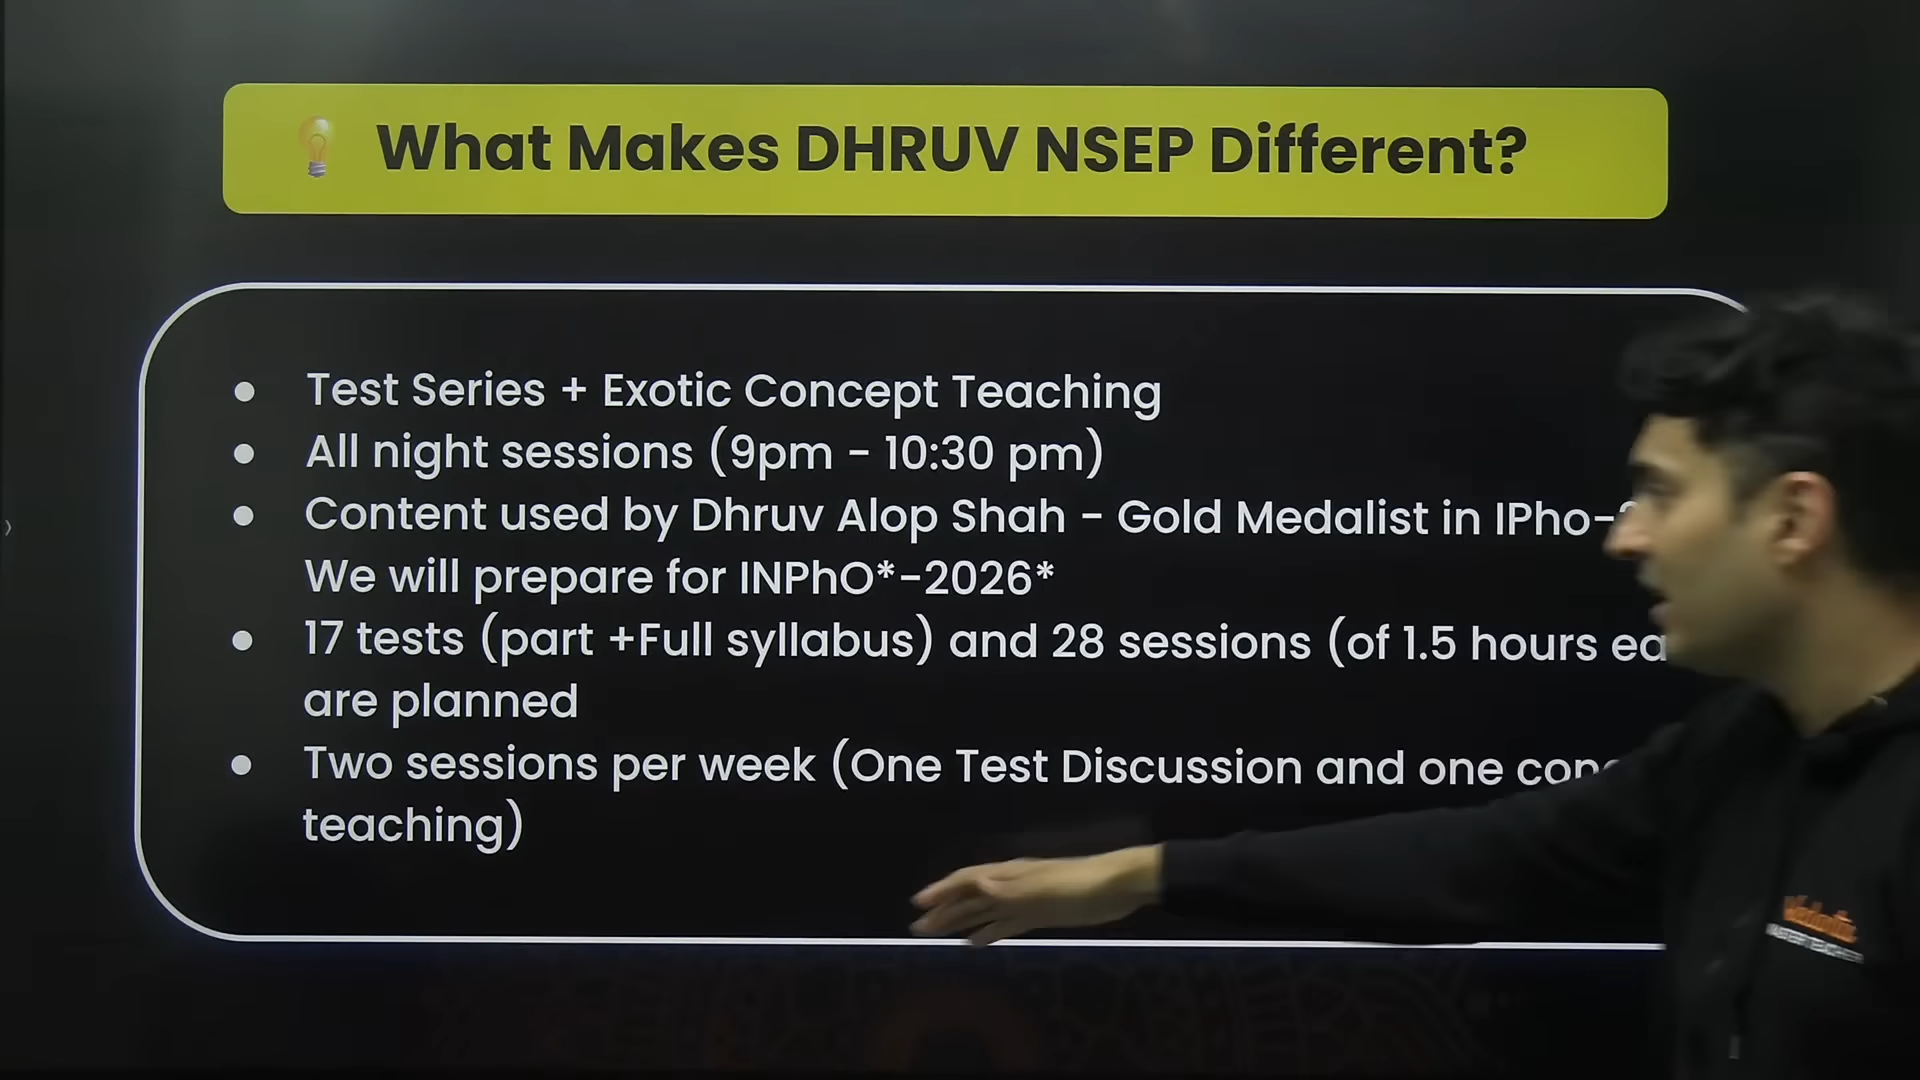 What Makes DHRUV NSEP Different?
● Test Series + Exotic Concept Teaching
● All night sessions (9pm - 10:30 pm)
● Content used by Dhruv Alop Shah - Gold Medalist in IPho-
We will prepare for INPhO*-2026*
● 17 tests (part +Full syllabus) and 28 sessions (of 1.5 hours
are planned
● Two sessions per week (One Test Discussion and one
teaching)
Vedantu
MASTER TEACHER